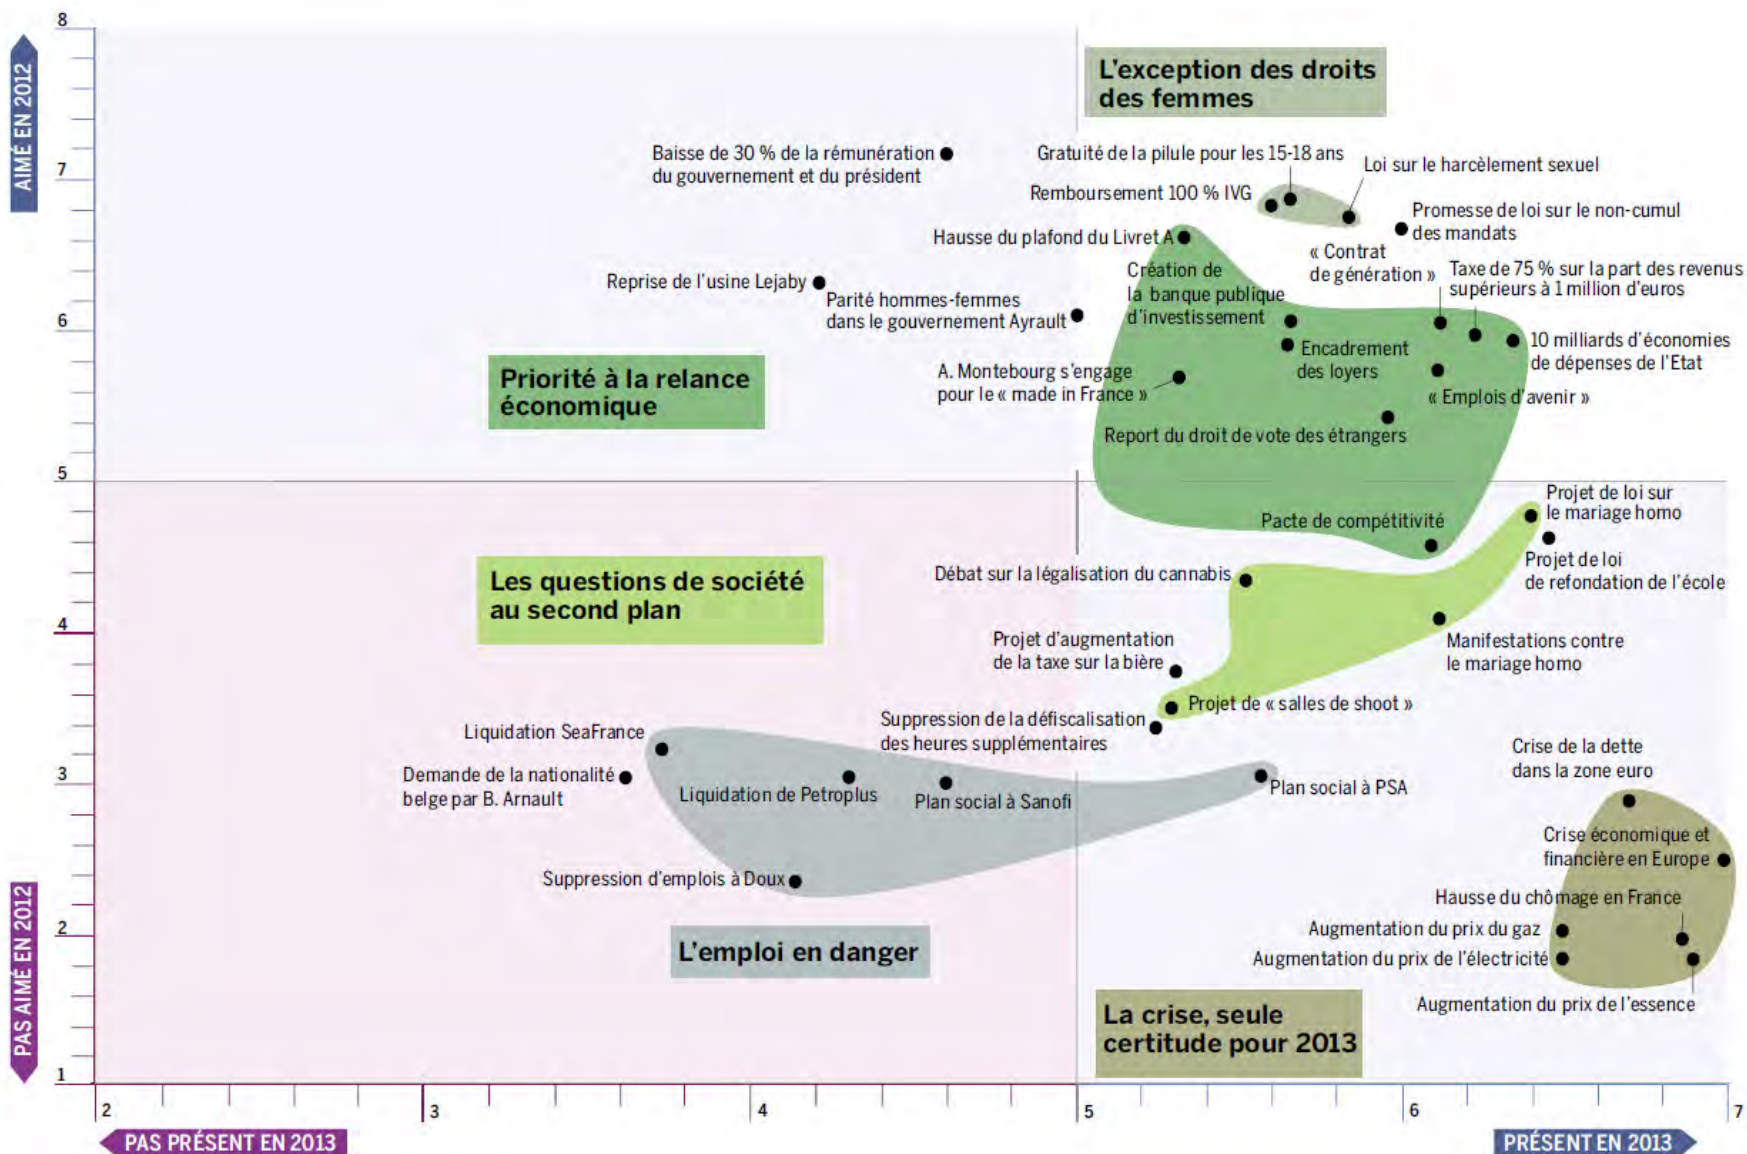 8
AIMÉ EN 2012
L'exception des droits
des femmes
Baisse de 30 % de la rémunération
du gouvernement et du président
Gratuité de la pilule pour les 15-18 ans
Loi sur le harcèlement sexuel
7
Remboursement 100 % IVG
Promesse de loi sur le non-cumul
des mandats
Hausse du plafond du Livret A
« Contrat
de génération »
Taxe de 75 % sur la part des revenus
supérieurs à 1 million d'euros
Création de
la banque publique
d'investissement
Reprise de l'usine Lejaby
Parité hommes-femmes
dans le gouvernement Ayrault
6
10 milliards d'économies
de dépenses de l'Etat
Encadrement
des loyers
A. Montebourg s'engage
pour le « made in France »
Priorité à la relance
économique
« Emplois d'avenir »
Report du droit de vote des étrangers
5
Projet de loi sur
le mariage homo
Pacte de compétitivité
Projet de loi
de refondation de l'école
Débat sur la légalisation du cannabis
Les questions de société
au second plan
4
Projet d'augmentation
de la taxe sur la bière
Manifestations contre
le mariage homo
Projet de « salles de shoot »
Suppression de la défiscalisation
des heures supplémentaires
Liquidation SeaFrance
Crise de la dette
dans la zone euro
3
Demande de la nationalité
belge par B. Arnault
Liquidation de Petroplus
Plan social à Sanofi
Plan social à PSA
Crise économique et
financière en Europe
Suppression d'emplois à Doux
Hausse du chômage en France
2
PAS AIMÉ EN 2012
L'emploi en danger
Augmentation du prix du gaz
Augmentation du prix de l'électricité
Augmentation du prix de l'essence
La crise, seule
certitude pour 2013
1
2 3 4 5 6 7
PAS PRÉSENT EN 2013
PRÉSENT EN 2013